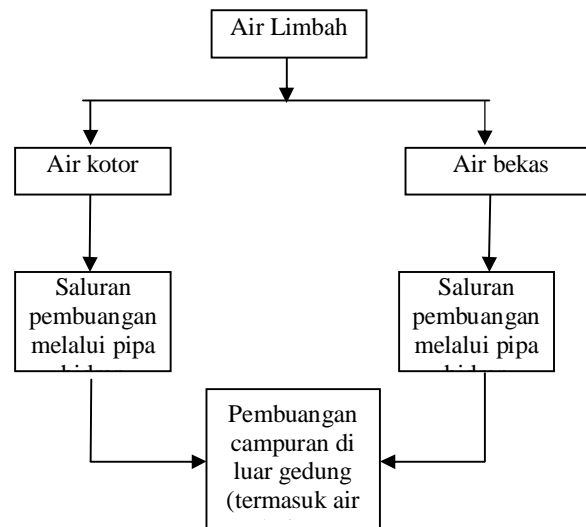 Air Limbah
Air kotor
Air bekas
Saluran
pembuangan
melalui pipa
Saluran
pembuangan
melalui pipa
Pembuangan
campuran di
luar gedung
(termasuk air